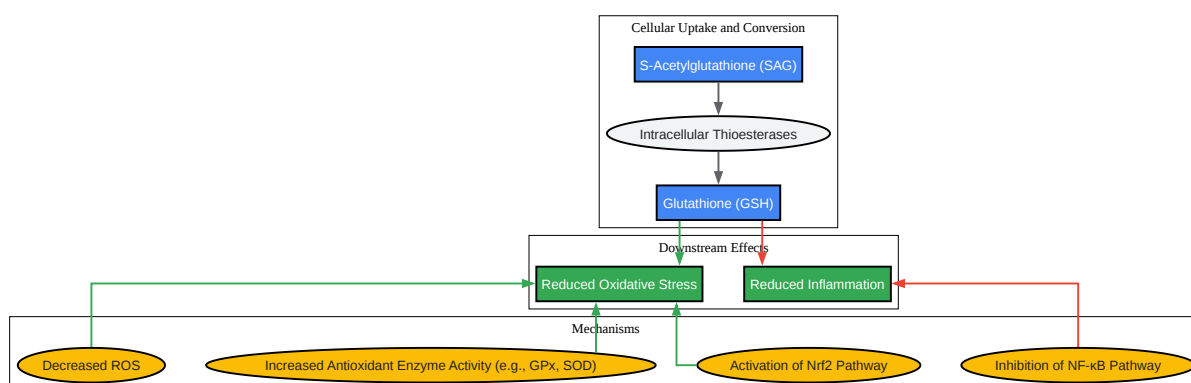 Cellular Uptake and Conversion
S-Acetylglutathione (SAG)
Intracellular Thioesterases
Glutathione (GSH)
Downstream Effects
Reduced Oxidative Stress
Reduced Inflammation
Mechanisms
Decreased ROS
Increased Antioxidant Enzyme Activity (e.g., GPx, SOD)
Activation of Nrf2 Pathway
Inhibition of NF-κB Pathway